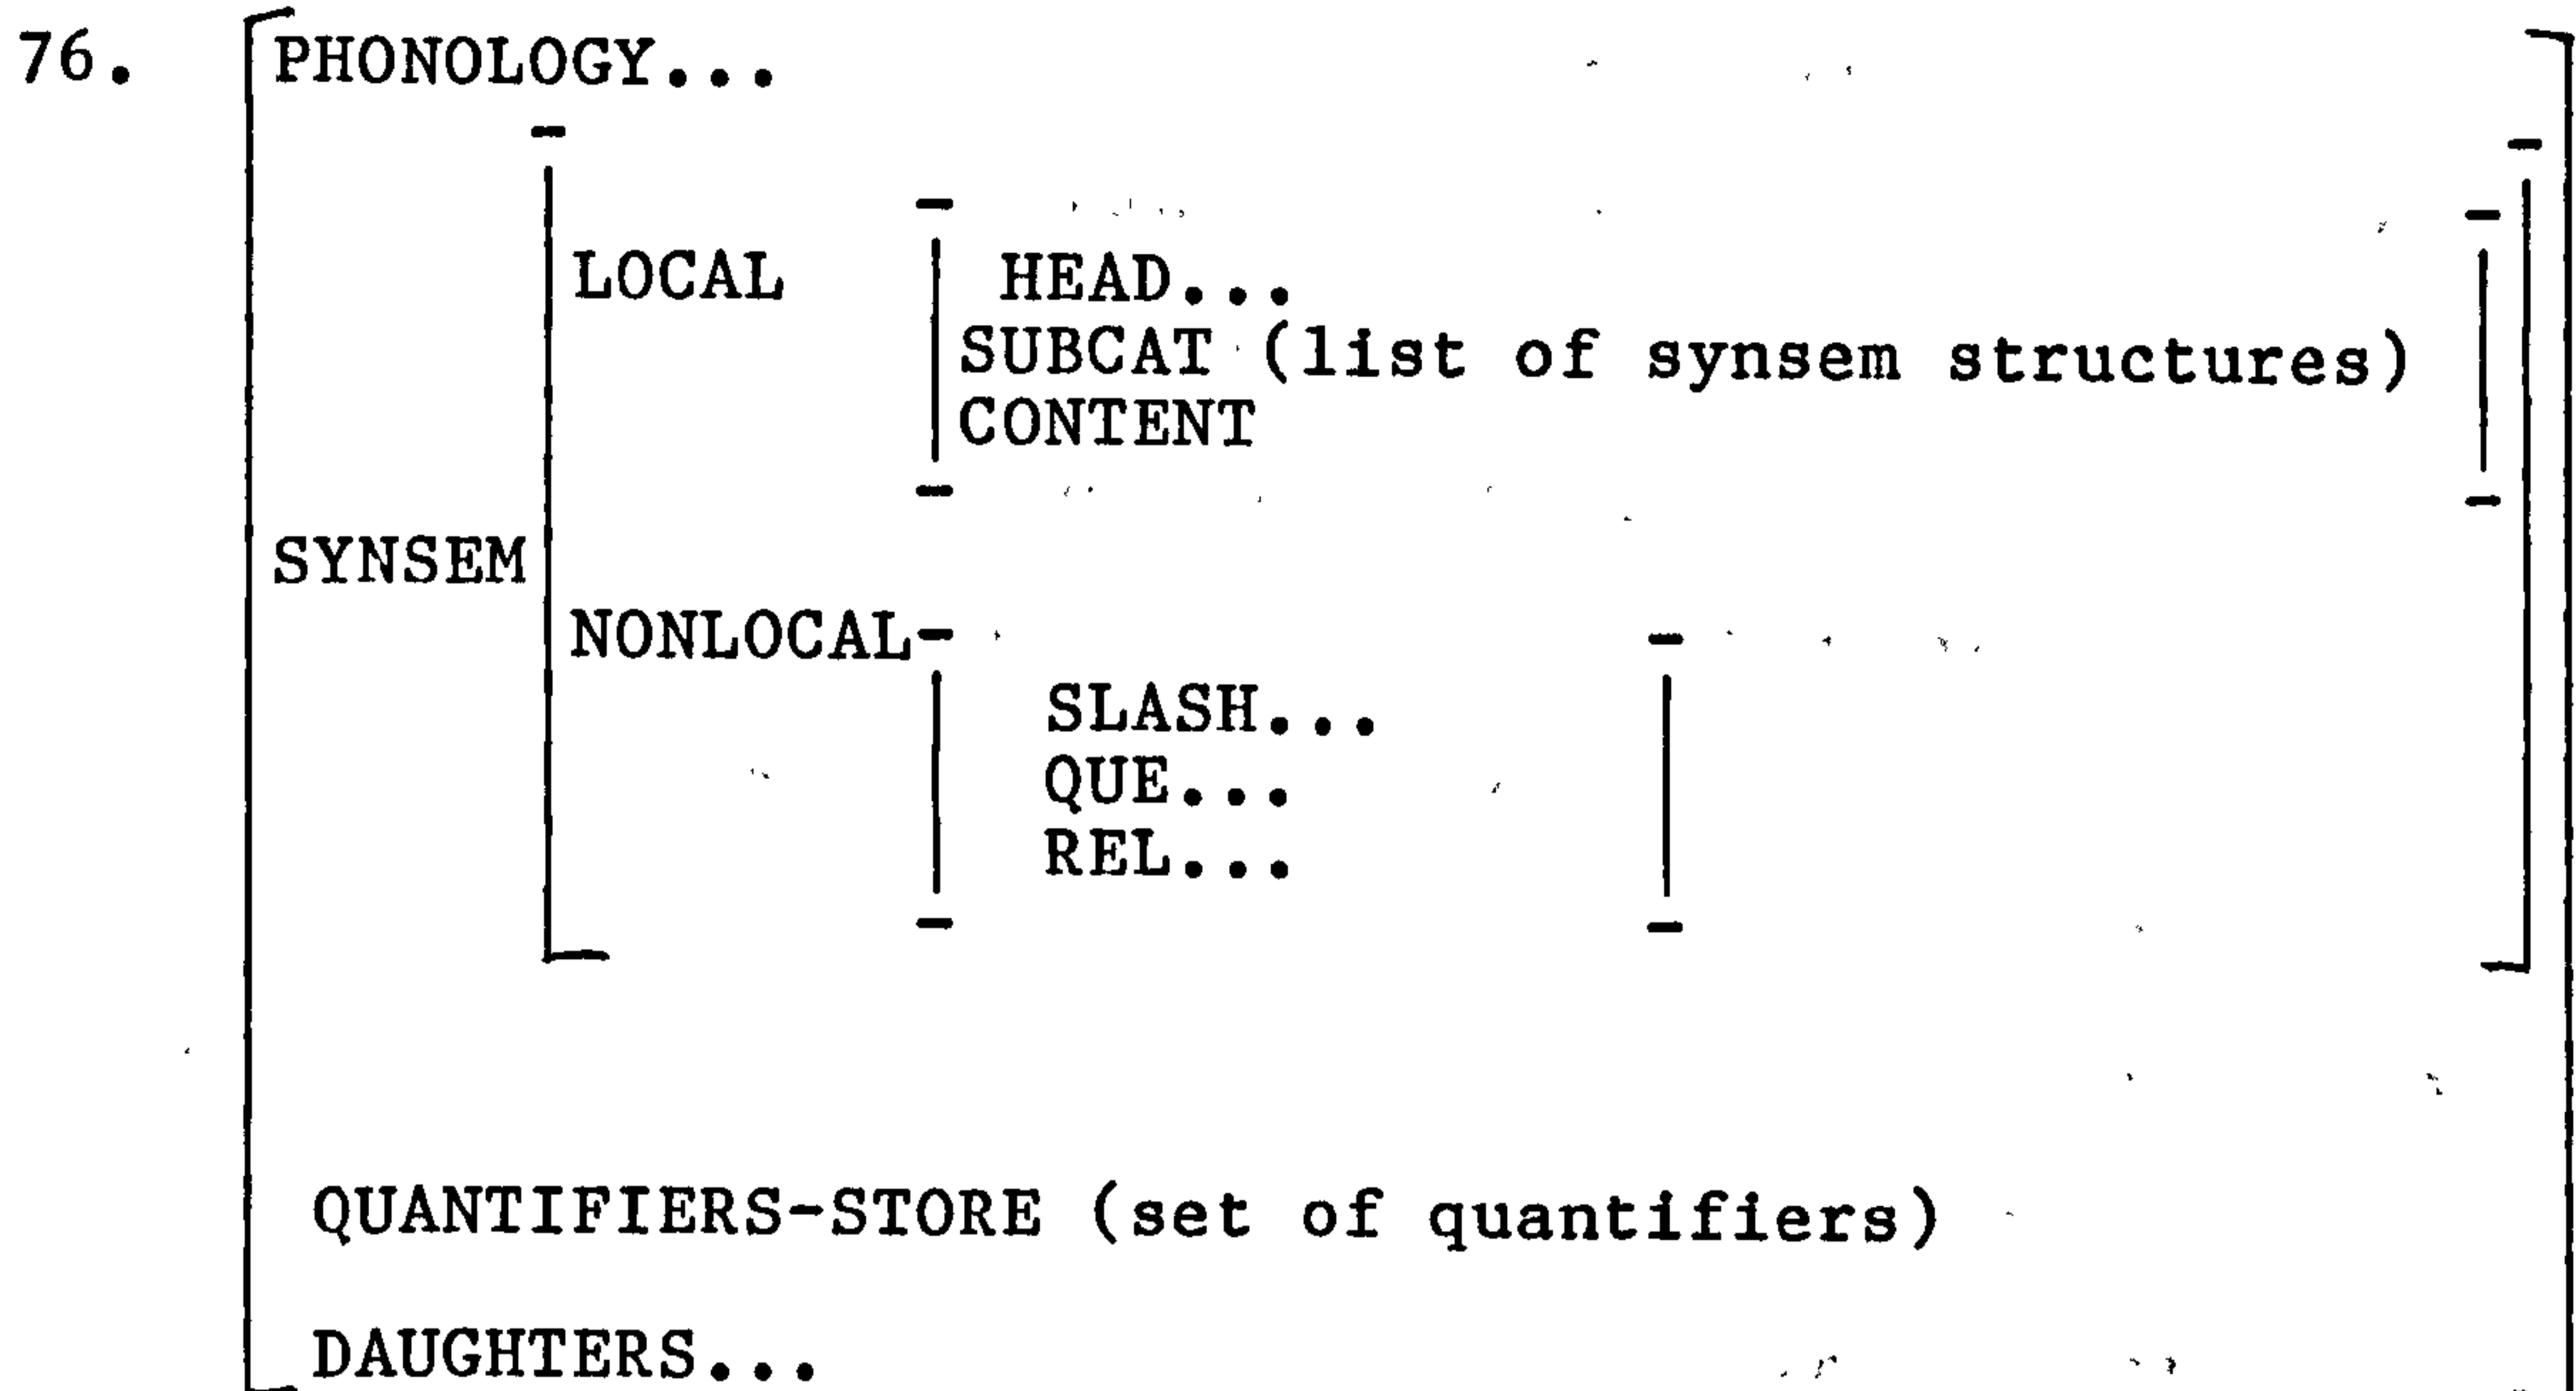 76. PHONOLOGY...
LOCAL HEAD...
SUBCAT (list of synsem structures)
CONTENT
SYNSEM
NONLOCAL
SLASH...
QUE...
REL...
QUANTIFIERS-STORE (set of quantifiers)
DAUGHTERS...